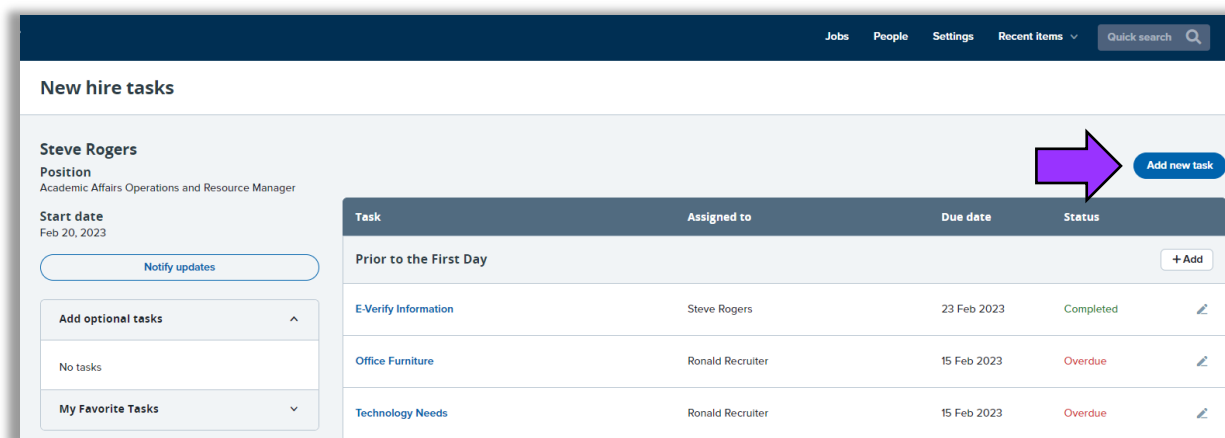 Jobs People Settings Recent items Quick search
New hire tasks
Steve Rogers
Position
Academic Affairs Operations and Resource Manager
Start date
Feb 20, 2023
Notify updates
Add optional tasks
No tasks
My Favorite Tasks
Add new task
Task Assigned to Due date Status
Prior to the First Day + Add
E-Verify Information Steve Rogers 23 Feb 2023 Completed
Office Furniture Ronald Recruiter 15 Feb 2023 Overdue
Technology Needs Ronald Recruiter 15 Feb 2023 Overdue